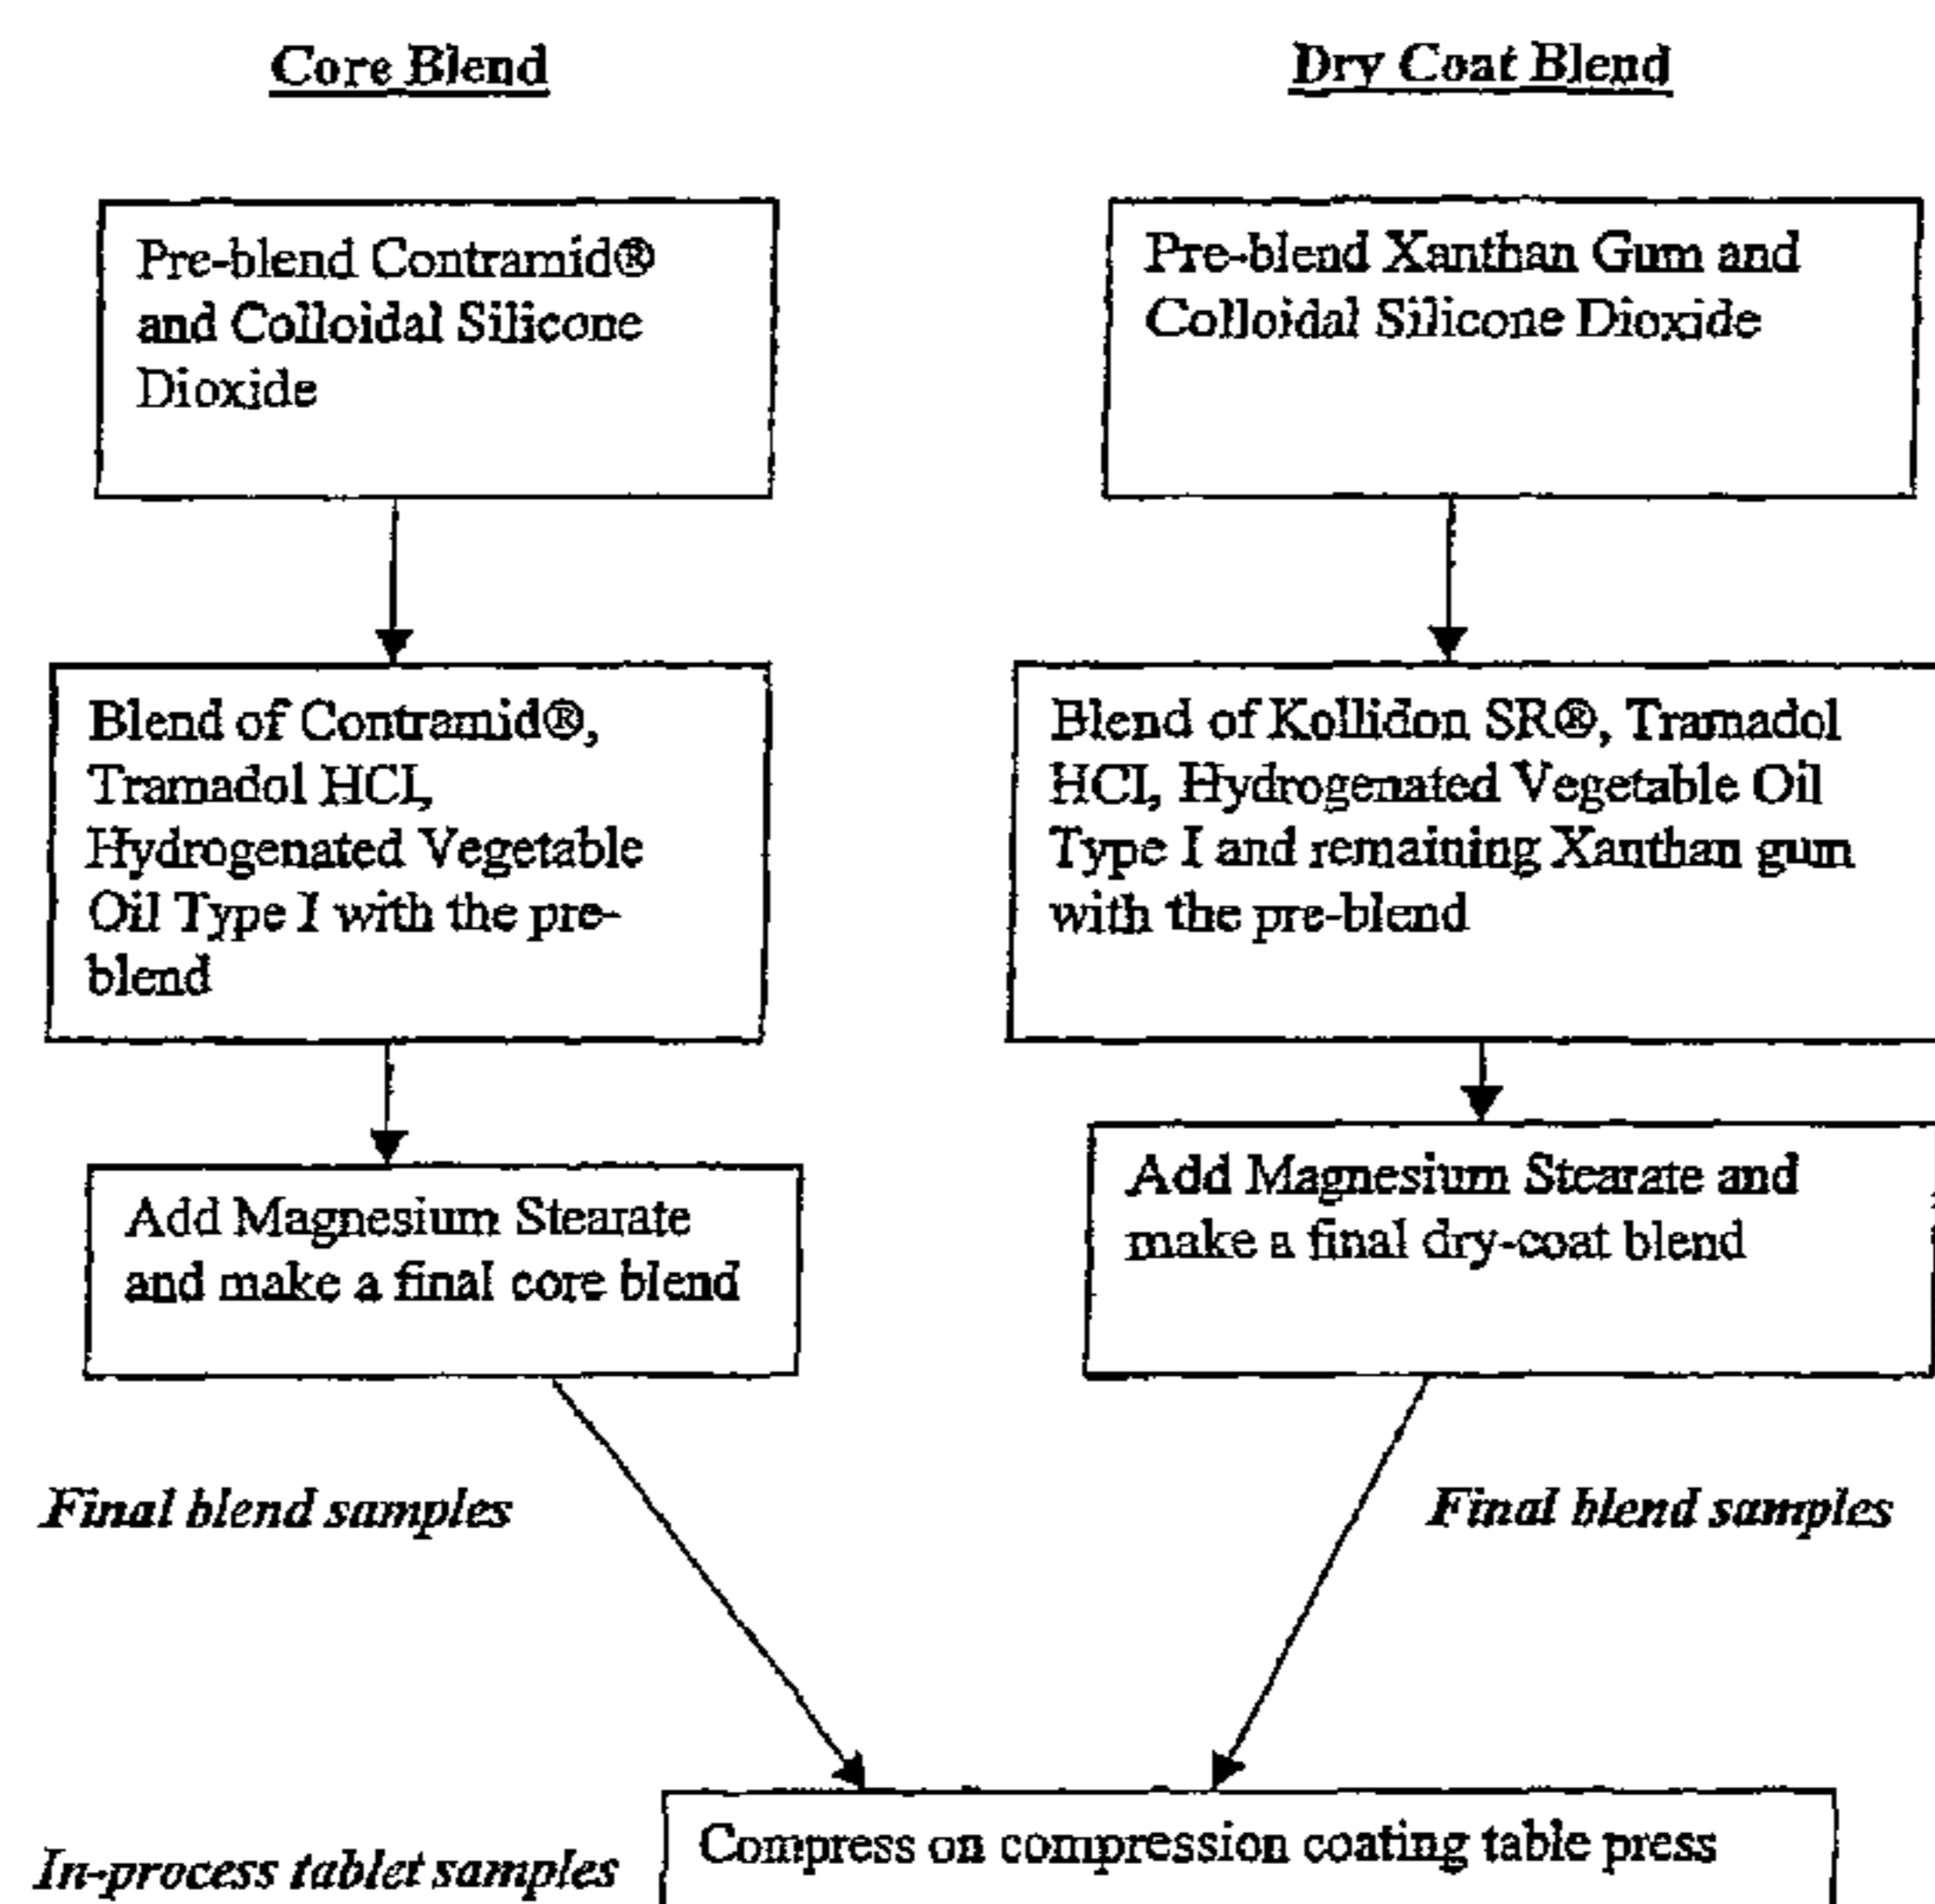 Core Blend
Pre-blend Contramid®
and Colloidal Silicone
Dioxide
Blend of Contramid®,
Tramadol HCl,
Hydrogenated Vegetable
Oil Type I with the pre-
blend
Add Magnesium Stearate
and make a final core blend
Final blend samples
Dry Coat Blend
Pre-blend Xanthan Gum and
Colloidal Silicone Dioxide
Blend of Kollidon SR®, Tramadol
HCl, Hydrogenated Vegetable Oil
Type I and remaining Xanthan gum
with the pre-blend
Add Magnesium Stearate and
make a final dry-coat blend
Final blend samples
In-process tablet samples
Compress on compression coating table press